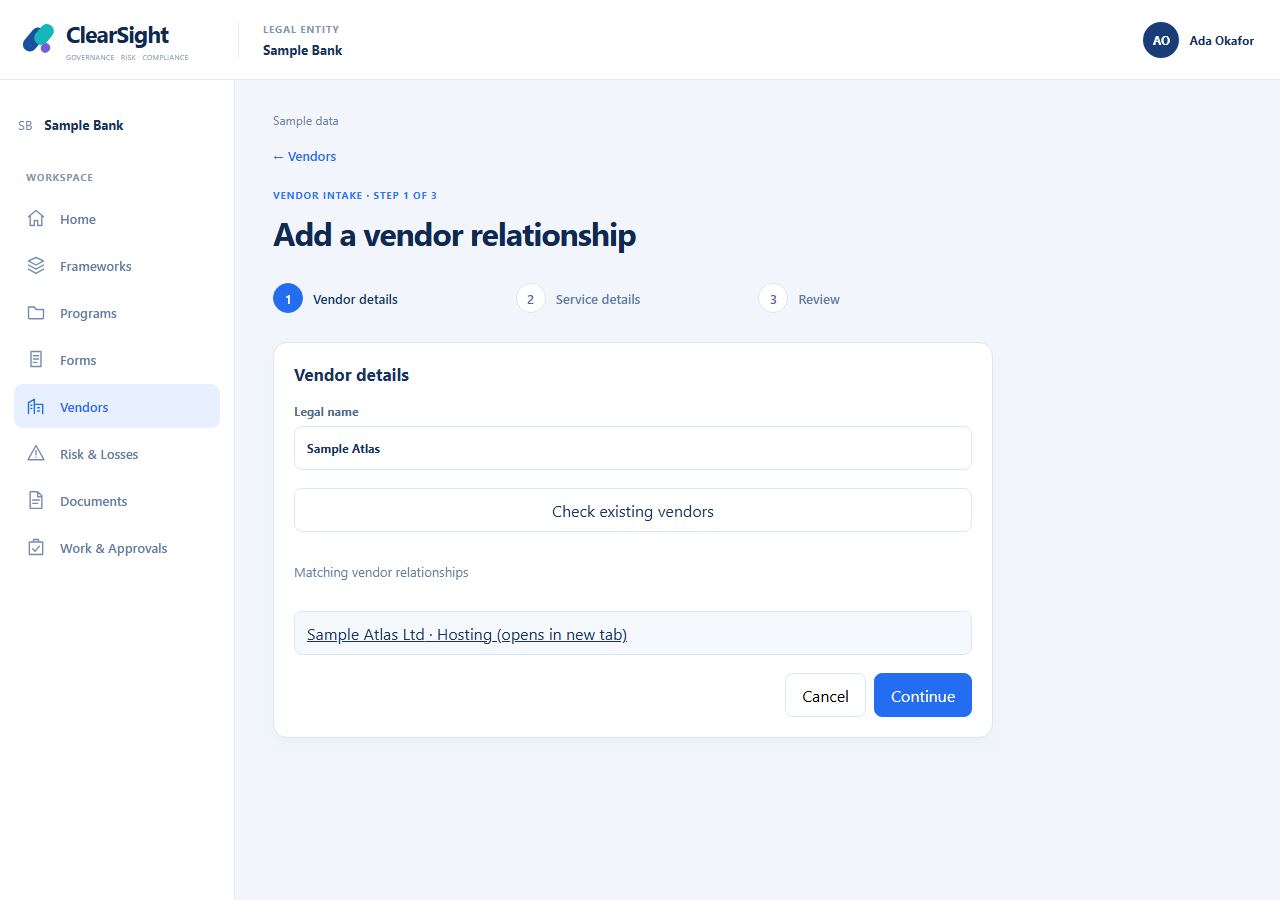 ClearSight
GOVERNANCE · RISK · COMPLIANCE
LEGAL ENTITY
Sample Bank
AO
Ada Okafor
SB
Sample Bank
WORKSPACE
Home
Frameworks
Programs
Forms
Vendors
Risk & Losses
Documents
Work & Approvals
Sample data
← Vendors
VENDOR INTAKE · STEP 1 OF 3
Add a vendor relationship
1 Vendor details
2 Service details
3 Review
Vendor details
Legal name
Sample Atlas
Check existing vendors
Matching vendor relationships
Sample Atlas Ltd · Hosting (opens in new tab)
Cancel
Continue